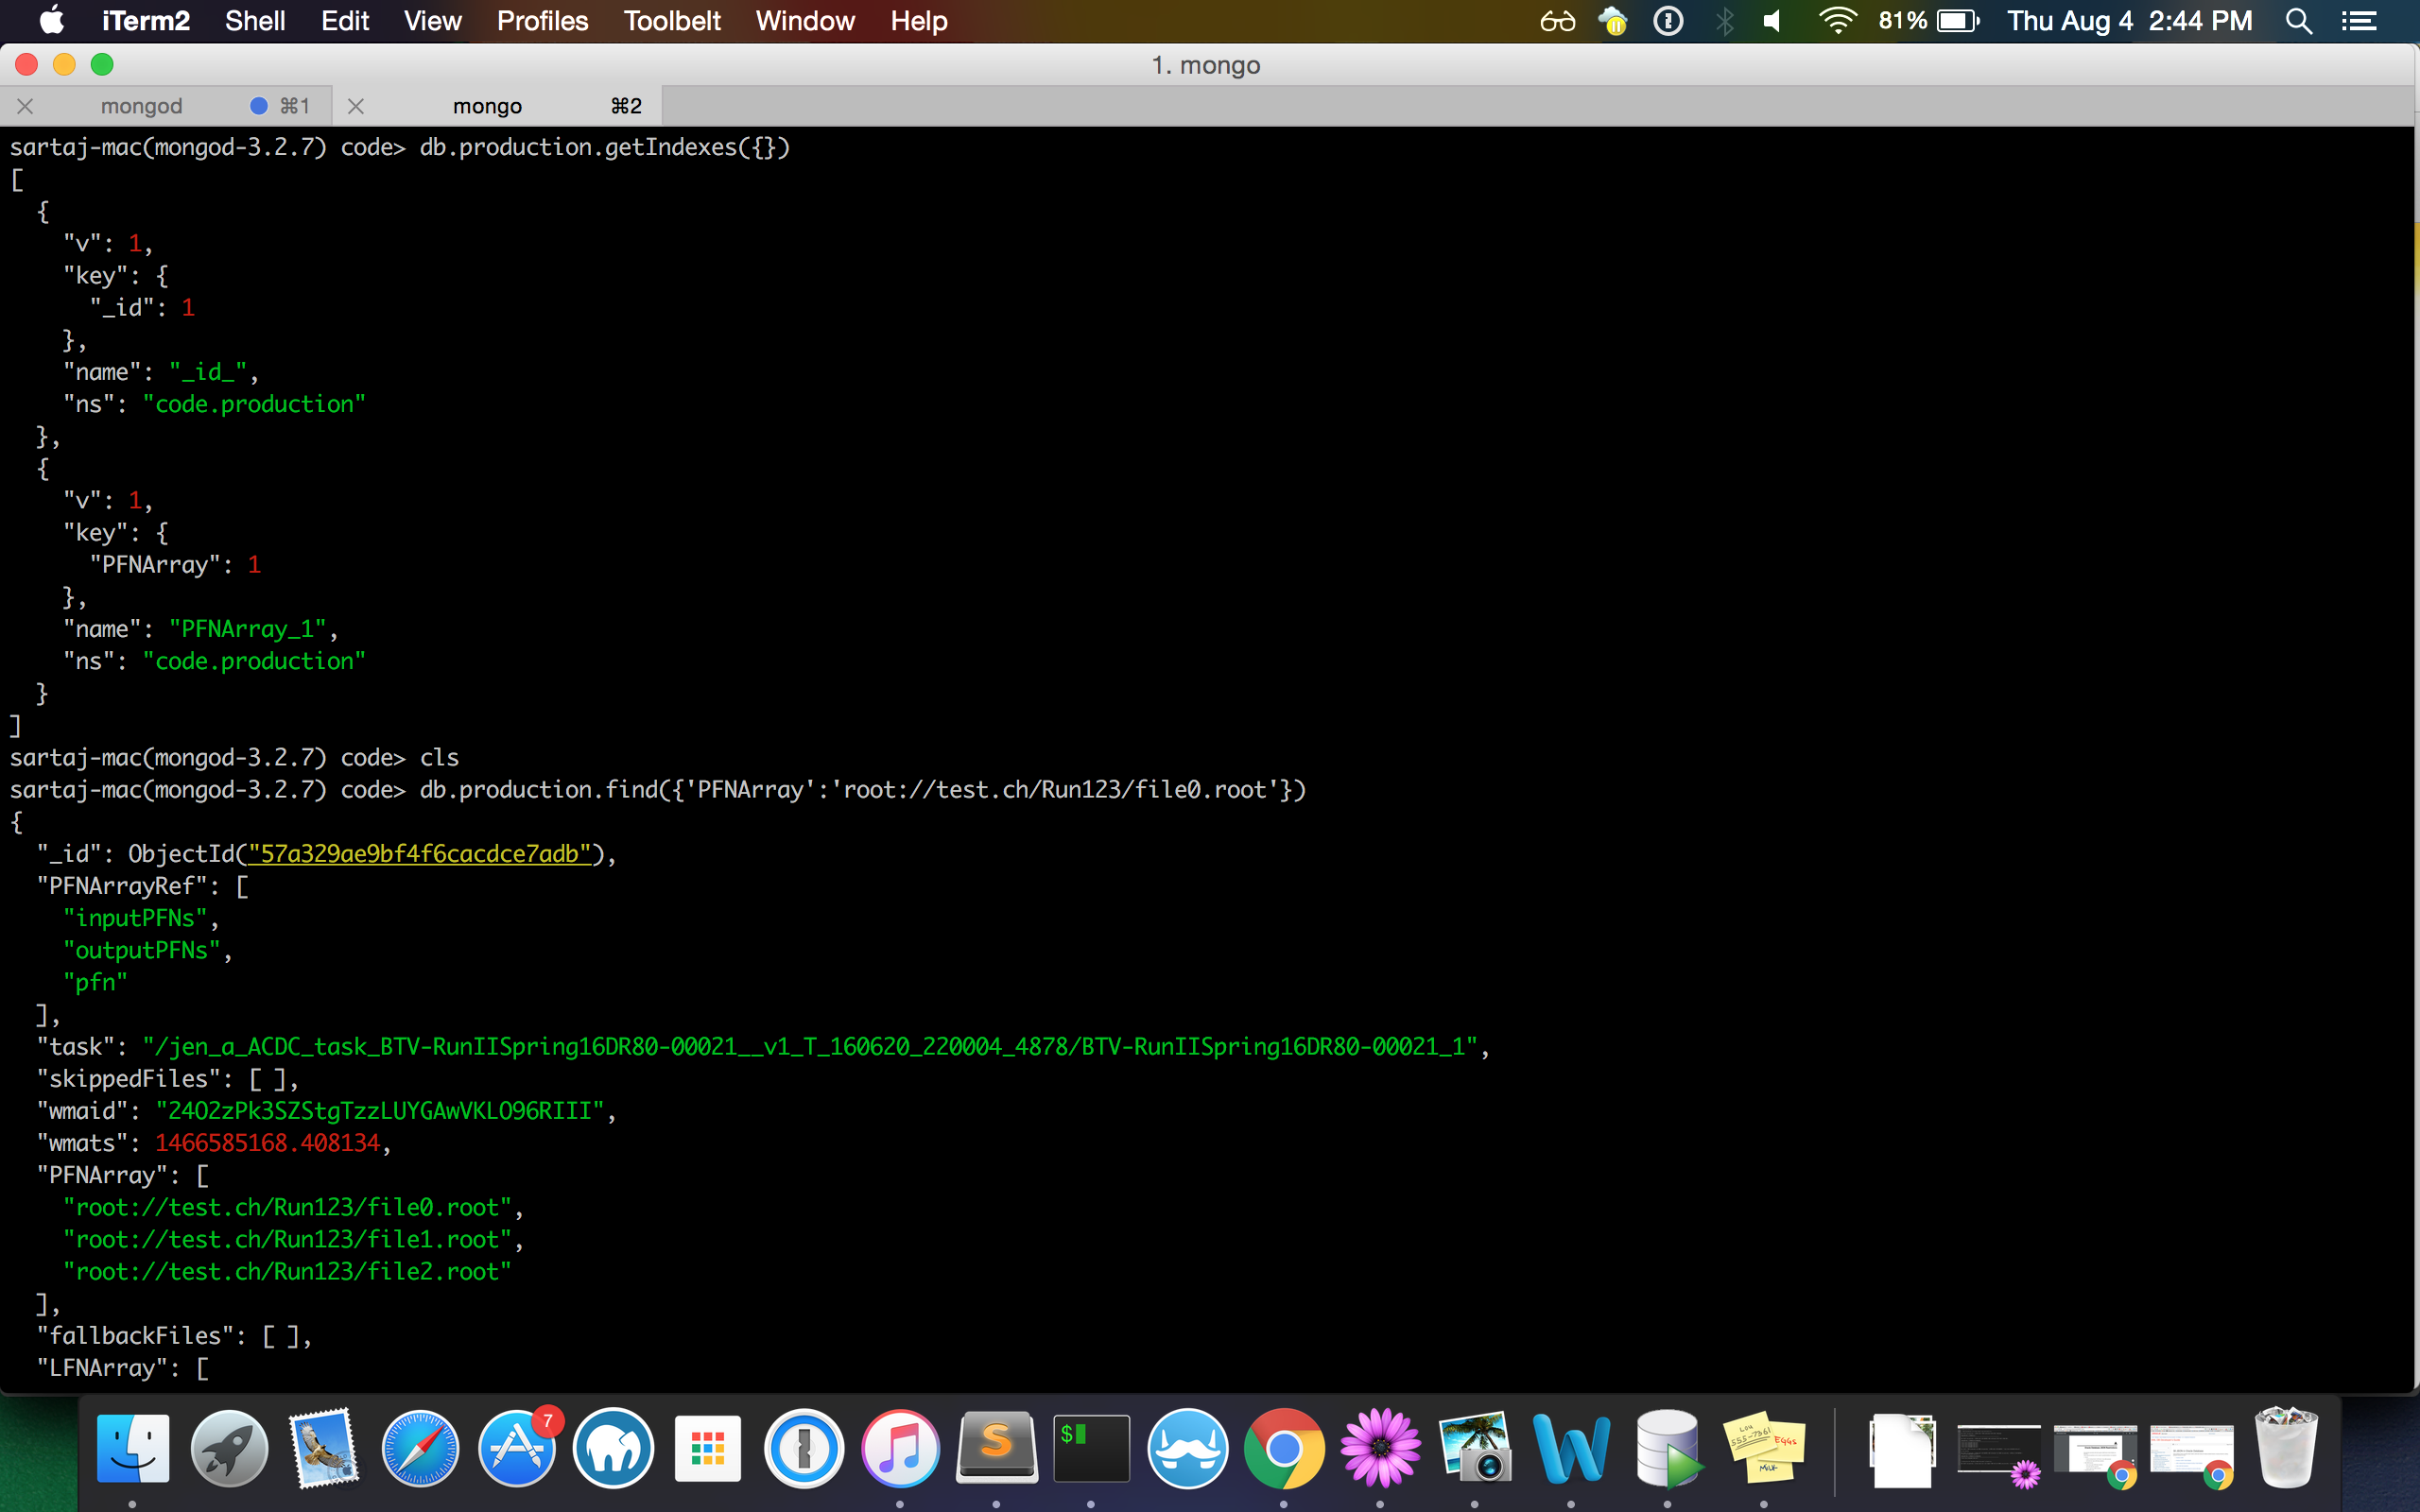 iTerm2 Shell Edit View Profiles Toolbelt Window Help 81% Thu Aug 4 2:44 PM
1. mongo
mongod ⌘1 mongo ⌘2
sartaj-mac(mongod-3.2.7) code> db.production.getIndexes({})
[
  {
    "v": 1,
    "key": {
      "_id": 1
    },
    "name": "_id_",
    "ns": "code.production"
  },
  {
    "v": 1,
    "key": {
      "PFNArray": 1
    },
    "name": "PFNArray_1",
    "ns": "code.production"
  }
]
sartaj-mac(mongod-3.2.7) code> cls
sartaj-mac(mongod-3.2.7) code> db.production.find({'PFNArray':'root://test.ch/Run123/file0.root'})
{
  "_id": ObjectId("57a329ae9bf4f6cacdce7adb"),
  "PFNArrayRef": [
    "inputPFNs",
    "outputPFNs",
    "pfn"
  ],
  "task": "/jen_a_ACDC_task_BTV-RunIISpring16DR80-00021__v1_T_160620_220004_4878/BTV-RunIISpring16DR80-00021_1",
  "skippedFiles": [ ],
  "wmaid": "24O2zPk3SZStgTzzLUYGAwVKLO96RIII",
  "wmats": 1466585168.408134,
  "PFNArray": [
    "root://test.ch/Run123/file0.root",
    "root://test.ch/Run123/file1.root",
    "root://test.ch/Run123/file2.root"
  ],
  "fallbackFiles": [ ],
  "LFNArray": [
7
S
$
LOW
555-7361
EGGS
MILK